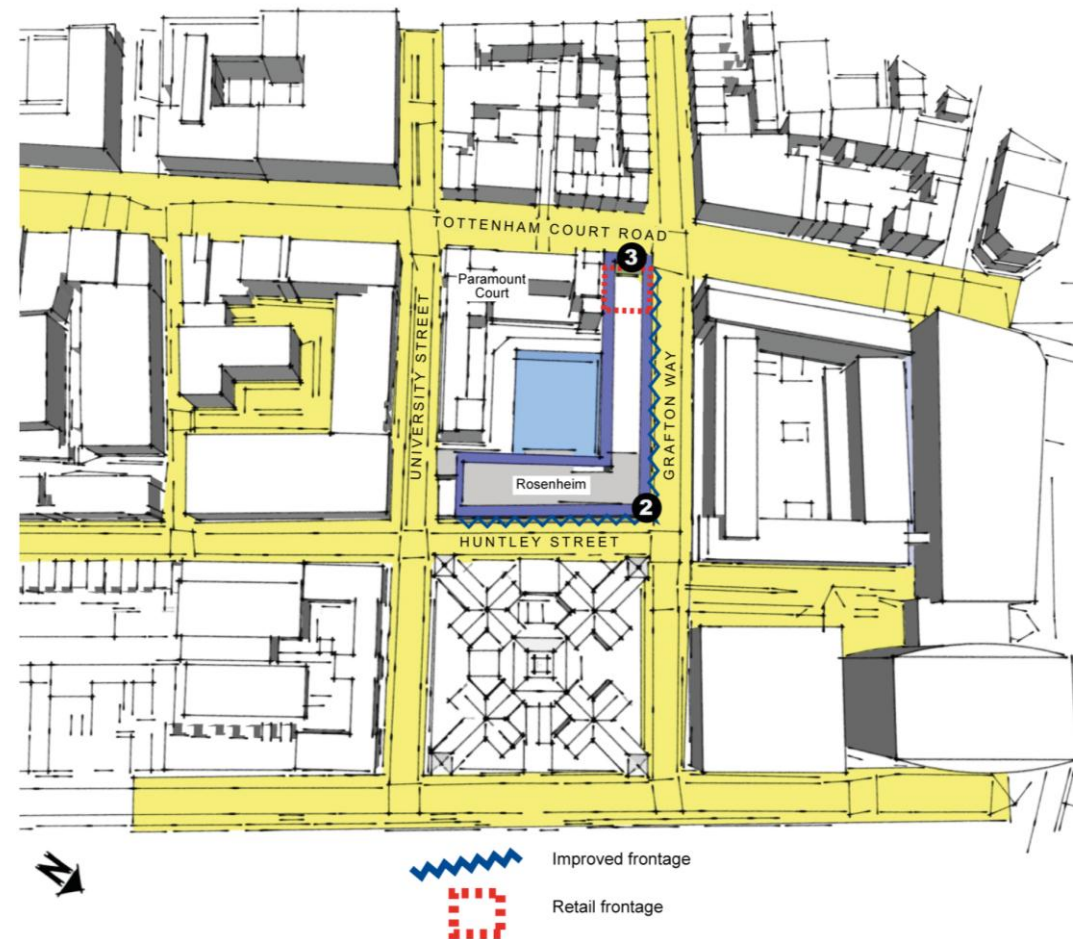 TOTTENHAM COURT ROAD
3
Paramount
Court
UNIVERSITY STREET
GRAFTON WAY
Rosenheim
2
HUNTLEY STREET
N
Improved frontage
Retail frontage